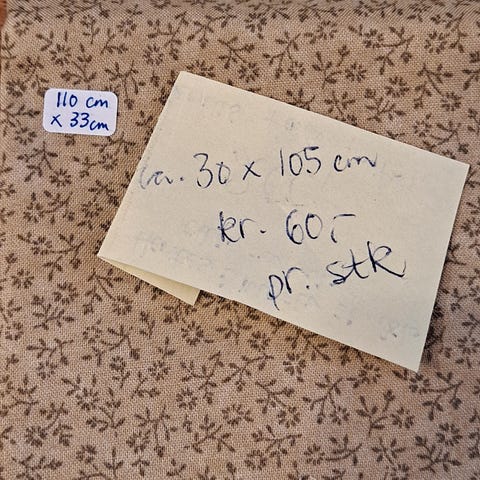 110 cm
x 33cm
ca. 30 x 105 cm
kr. 60,-
pr. stk